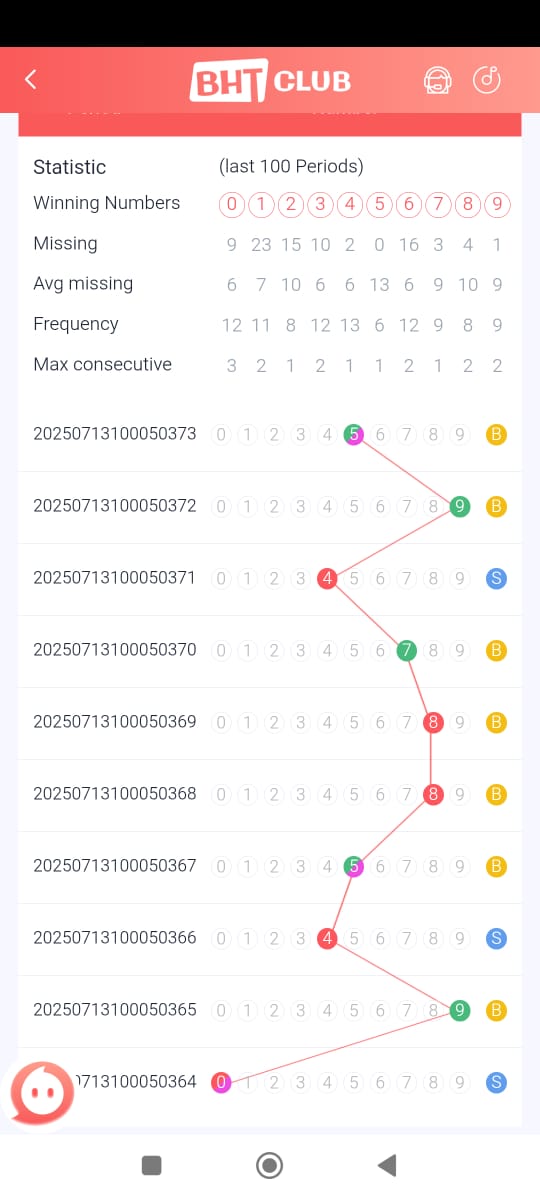 BHT CLUB
Statistic (last 100 Periods)
Winning Numbers 0 1 2 3 4 5 6 7 8 9
Missing 9 23 15 10 2 0 16 3 4 1
Avg missing 6 7 10 6 6 13 6 9 10 9
Frequency 12 11 8 12 13 6 12 9 8 9
Max consecutive 3 2 1 2 1 1 2 1 2 2
20250713100050373 0 1 2 3 4 5 6 7 8 9 B
20250713100050372 0 1 2 3 4 5 6 7 8 9 B
20250713100050371 0 1 2 3 4 5 6 7 8 9 S
20250713100050370 0 1 2 3 4 5 6 7 8 9 B
20250713100050369 0 1 2 3 4 5 6 7 8 9 B
20250713100050368 0 1 2 3 4 5 6 7 8 9 B
20250713100050367 0 1 2 3 4 5 6 7 8 9 B
20250713100050366 0 1 2 3 4 5 6 7 8 9 S
20250713100050365 0 1 2 3 4 5 6 7 8 9 B
713100050364 0 1 2 3 4 5 6 7 8 9 S